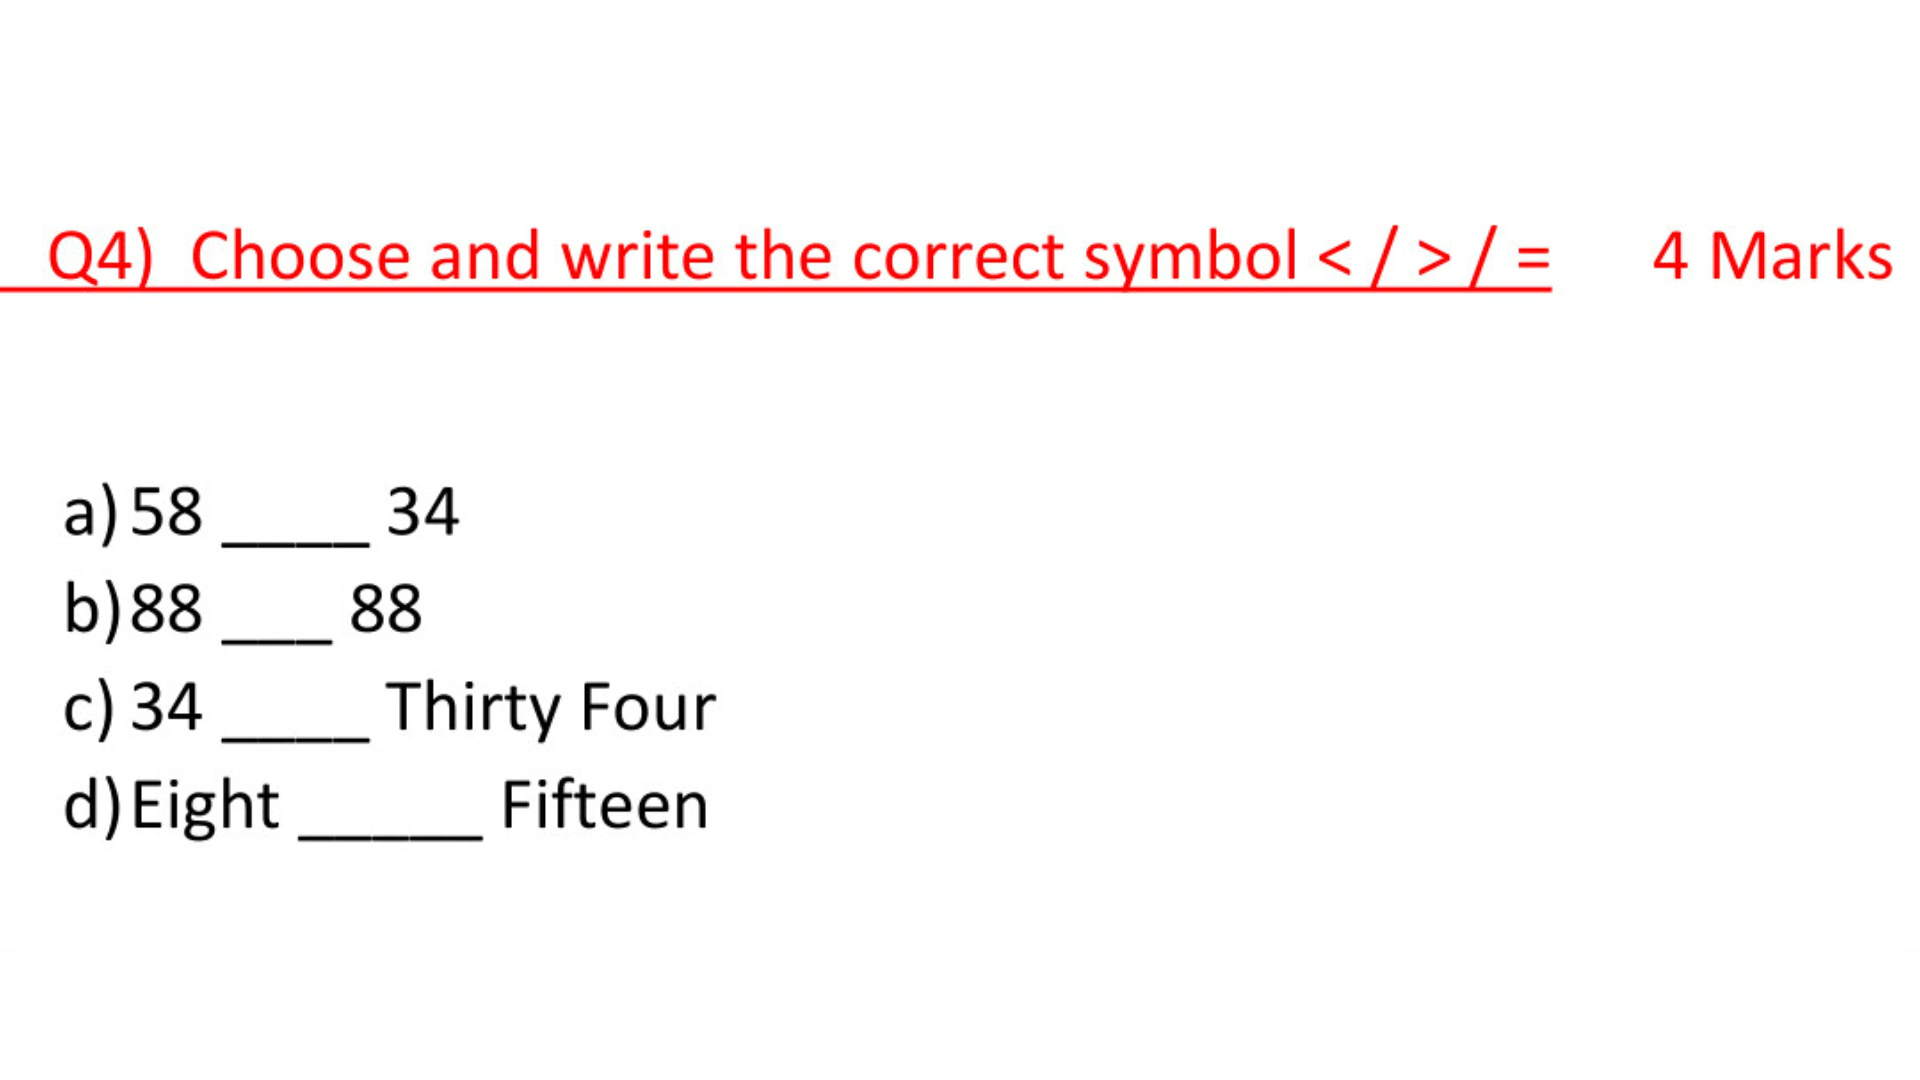 Q4) Choose and write the correct symbol < / > / = 4 Marks
a) 58 ____ 34
b) 88 ___ 88
c) 34 ____ Thirty Four
d) Eight _____ Fifteen